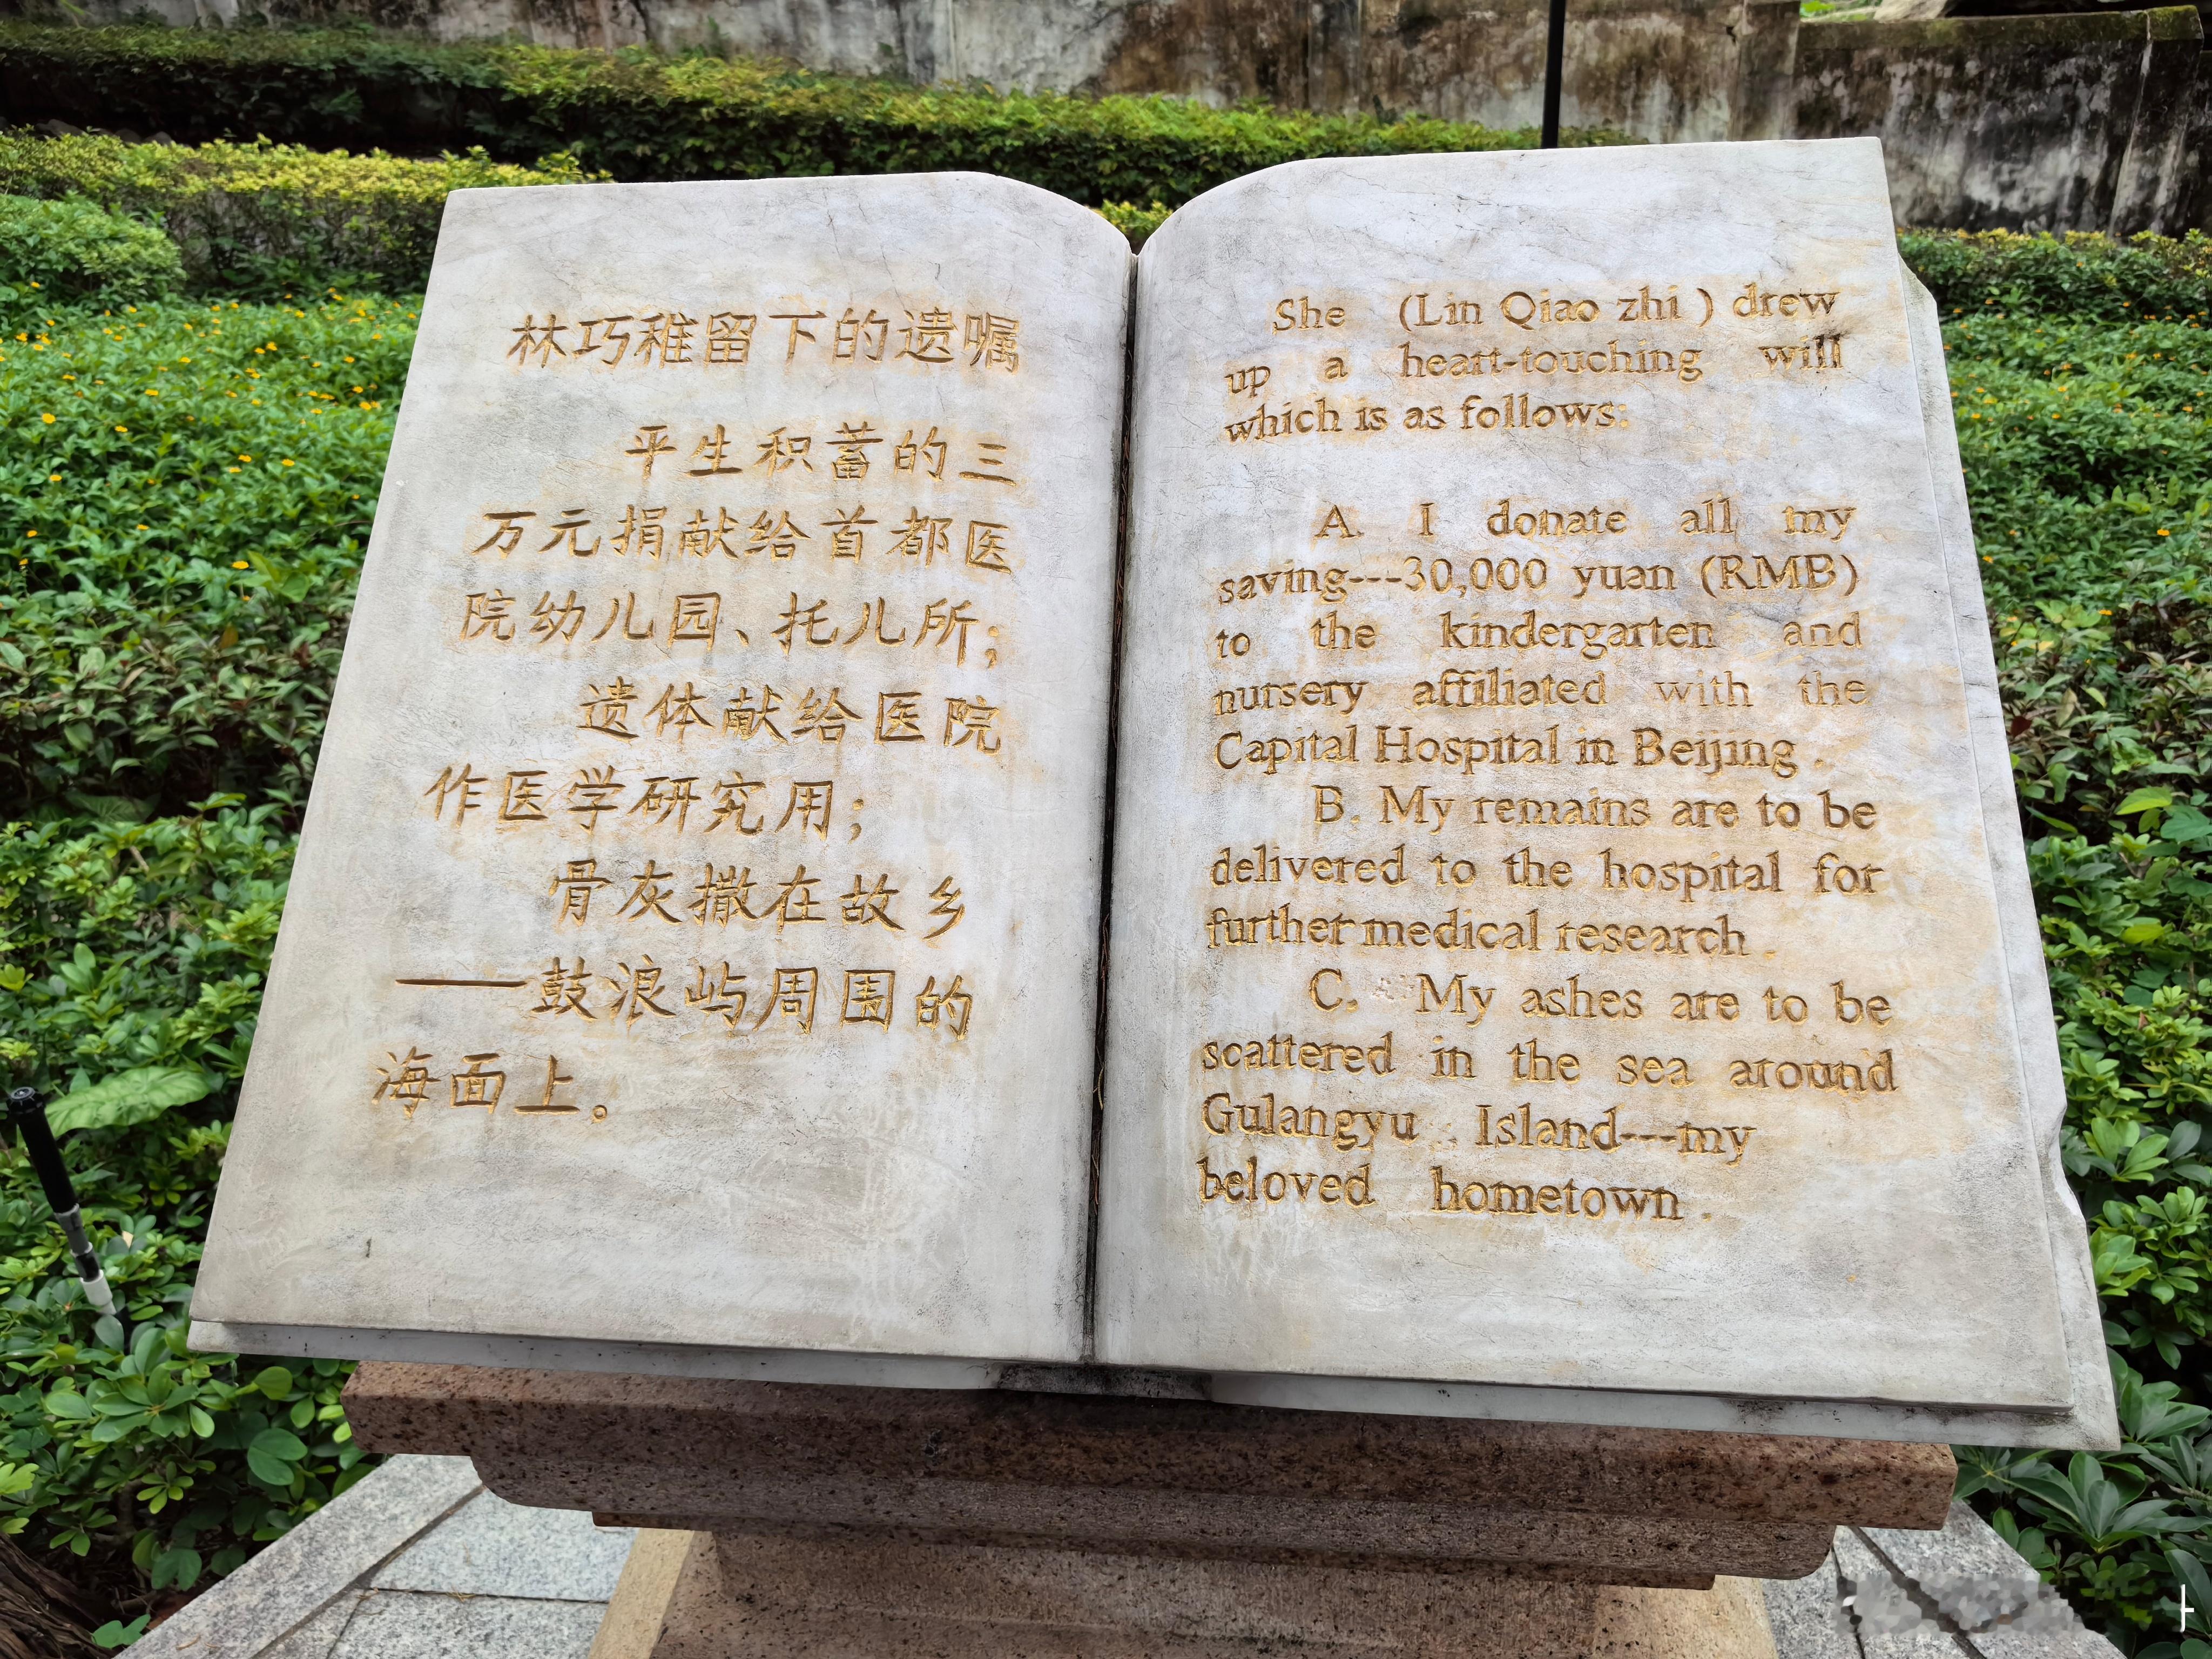 林巧稚留下的遗嘱
平生积蓄的三
万元捐献给首都医
院幼儿园、托儿所;
遗体献给医院
作医学研究用;
骨灰撒在故乡
——鼓浪屿周围的
海面上。
She (Lin Qiao zhi ) drew
up a heart-touching will
which is as follows:
A. I donate all my
saving---30,000 yuan (RMB)
to the kindergarten and
nursery affiliated with the
Capital Hospital in Beijing .
B. My remains are to be
delivered to the hospital for
further medical research .
C. My ashes are to be
scattered in the sea around
Gulangyu Island---my
beloved hometown .